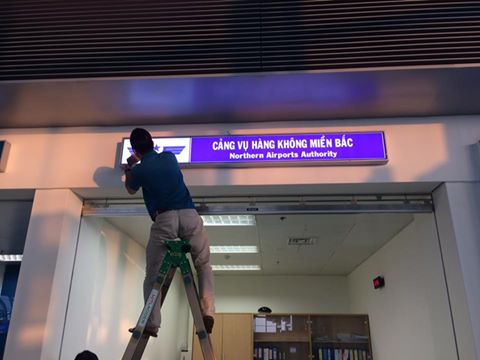 CẢNG VỤ HÀNG KHÔNG MIỀN BẮC
Northern Airports Authority